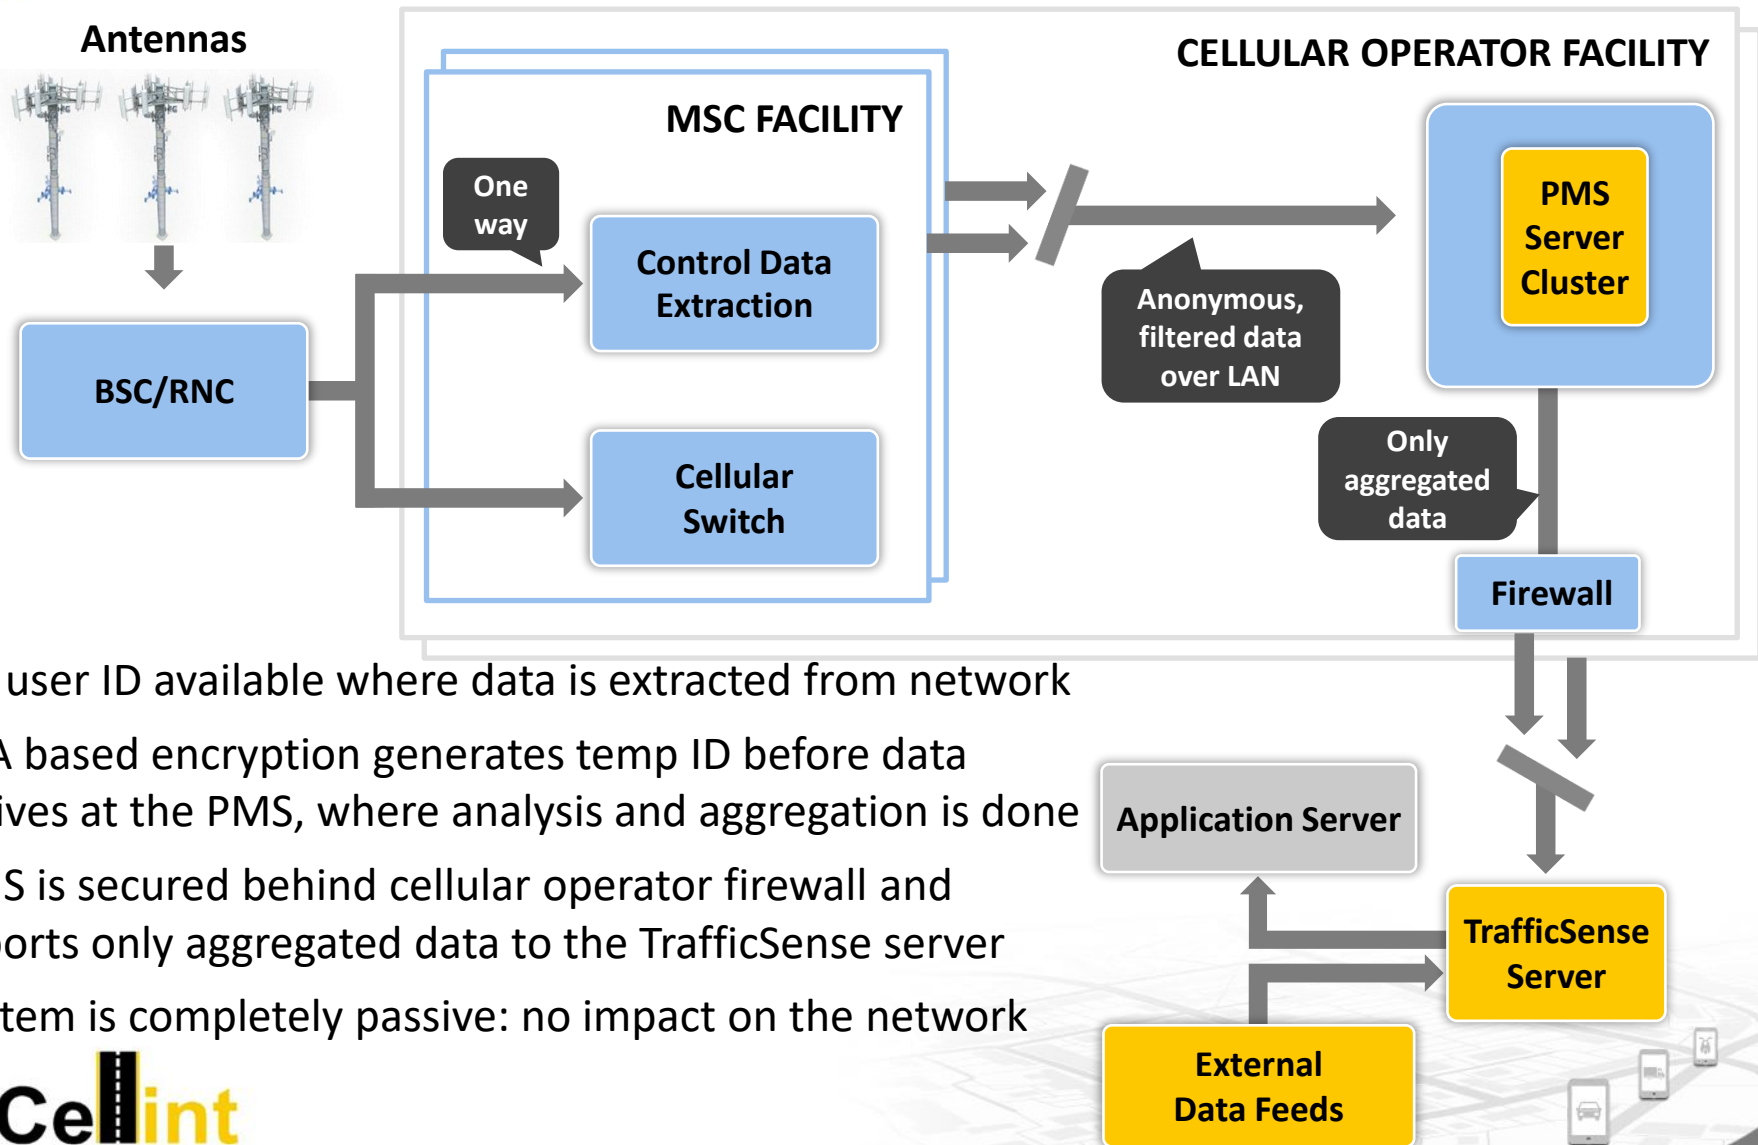 Antennas
CELLULAR OPERATOR FACILITY
MSC FACILITY
One
way
Control Data
Extraction
PMS
Server
Cluster
Anonymous,
filtered data
over LAN
BSC/RNC
Cellular
Switch
Only
aggregated
data
Firewall
user ID available where data is extracted from network
A based encryption generates temp ID before data
ives at the PMS, where analysis and aggregation is done
S is secured behind cellular operator firewall and
orts only aggregated data to the TrafficSense server
tem is completely passive: no impact on the network
Application Server
TrafficSense
Server
External
Data Feeds
Cellint